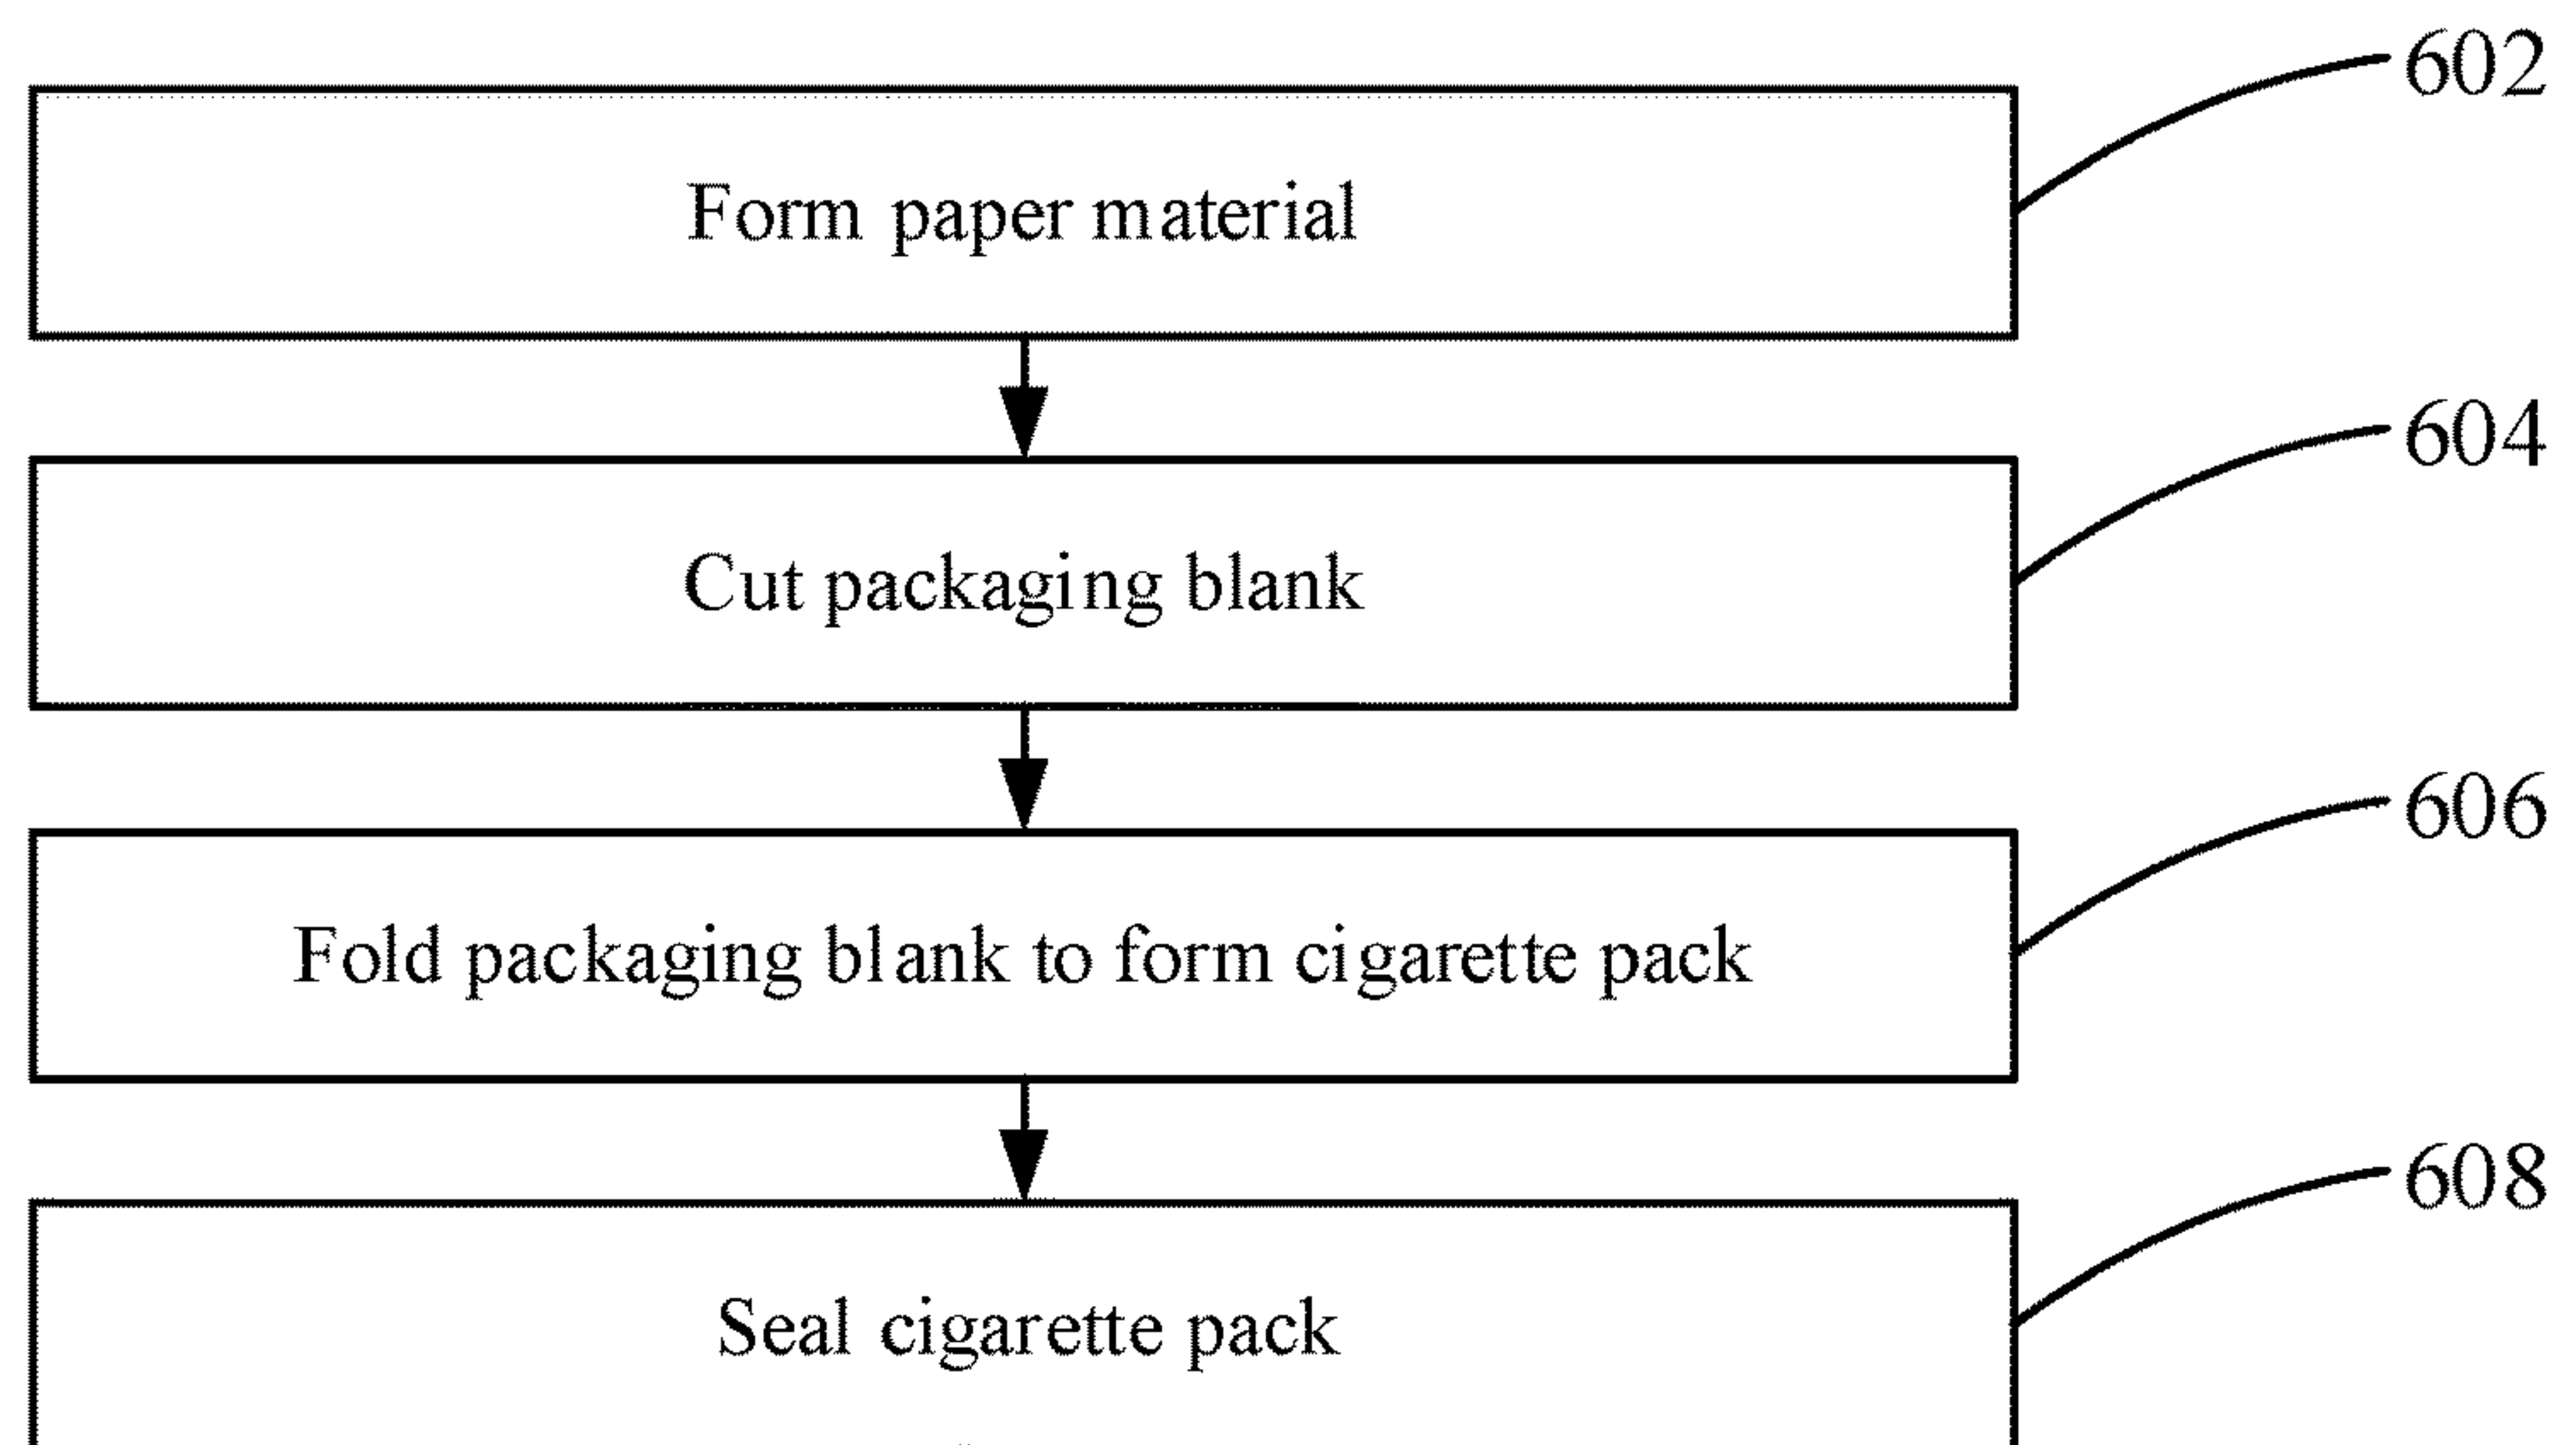 602
Form paper material
604
Cut packaging blank
606
Fold packaging blank to form cigarette pack
608
Seal cigarette pack